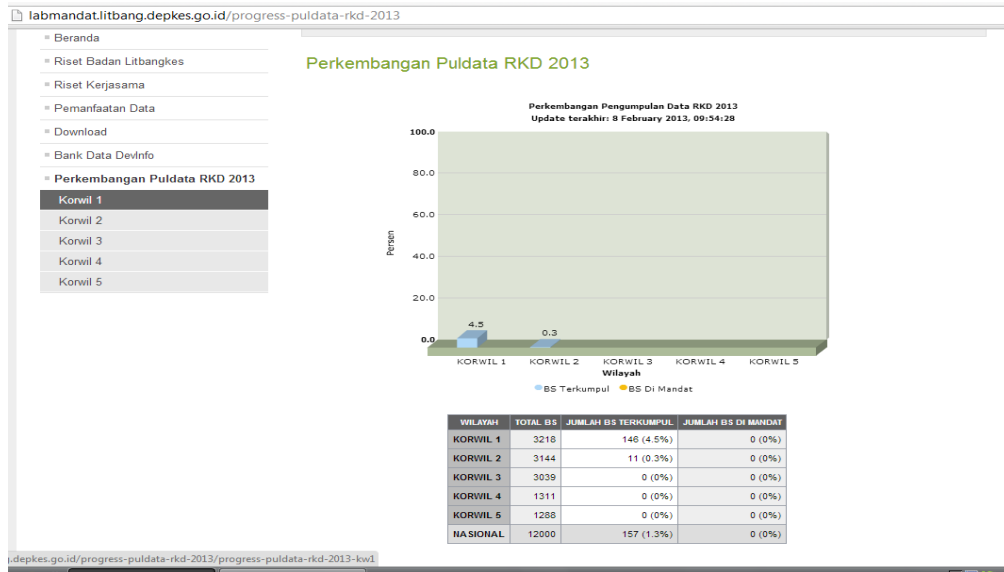 labmandat.litbang.depkes.go.id/progress-puldata-rkd-2013
Beranda
Riset Badan Litbangkes
Riset Kerjasama
Pemanfaatan Data
Download
Bank Data DevInfo
Perkembangan Puldata RKD 2013
Korwil 1
Korwil 2
Korwil 3
Korwil 4
Korwil 5
Perkembangan Puldata RKD 2013
Perkembangan Pengumpulan Data RKD 2013
Update terakhir: 8 February 2013, 09:54:28
100.0
80.0
60.0
40.0
20.0
0.0
Persen
4.5
0.3
KORWIL 1 KORWIL 2 KORWIL 3 KORWIL 4 KORWIL 5
Wilayah
BS Terkumpul BS Di Mandat
WILAYAH TOTAL BS JUMLAH BS TERKUMPUL JUMLAH BS DI MANDAT
KORWIL 1 3218 146 (4.5%) 0 (0%)
KORWIL 2 3144 11 (0.3%) 0 (0%)
KORWIL 3 3039 0 (0%) 0 (0%)
KORWIL 4 1311 0 (0%) 0 (0%)
KORWIL 5 1288 0 (0%) 0 (0%)
NASIONAL 12000 157 (1.3%) 0 (0%)
.depkes.go.id/progress-puldata-rkd-2013/progress-puldata-rkd-2013-kw1